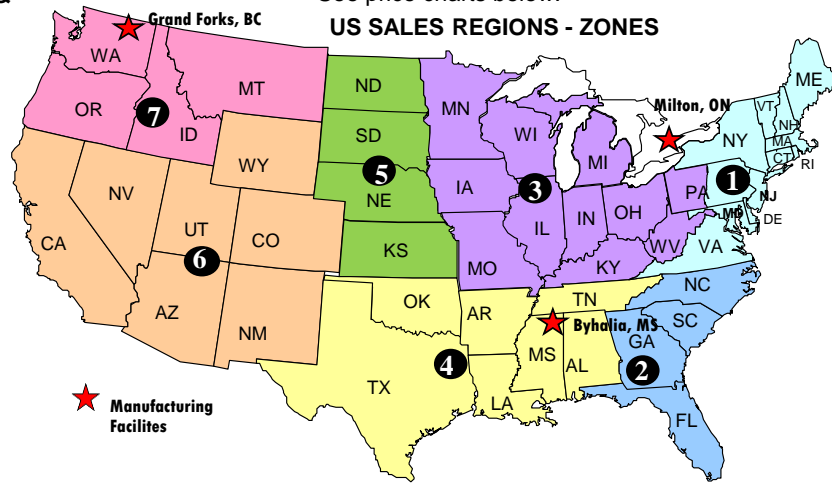 US SALES REGIONS - ZONES
Grand Forks, BC
WA
ME
MT
ND
MN
Milton, ON
VT
OR
7
NH
ID
SD
WI
NY
MA
MI
CT
RI
WY
5
3
PA
1
NV
NE
IA
NJ
OH
MD
DE
UT
IL
IN
CA
CO
WV
VA
KS
6
MO
KY
NC
OK
TN
AZ
AR
SC
NM
Byhalia, MS
GA
MS
AL
4
2
TX
LA
Manufacturing
Facilites
FL